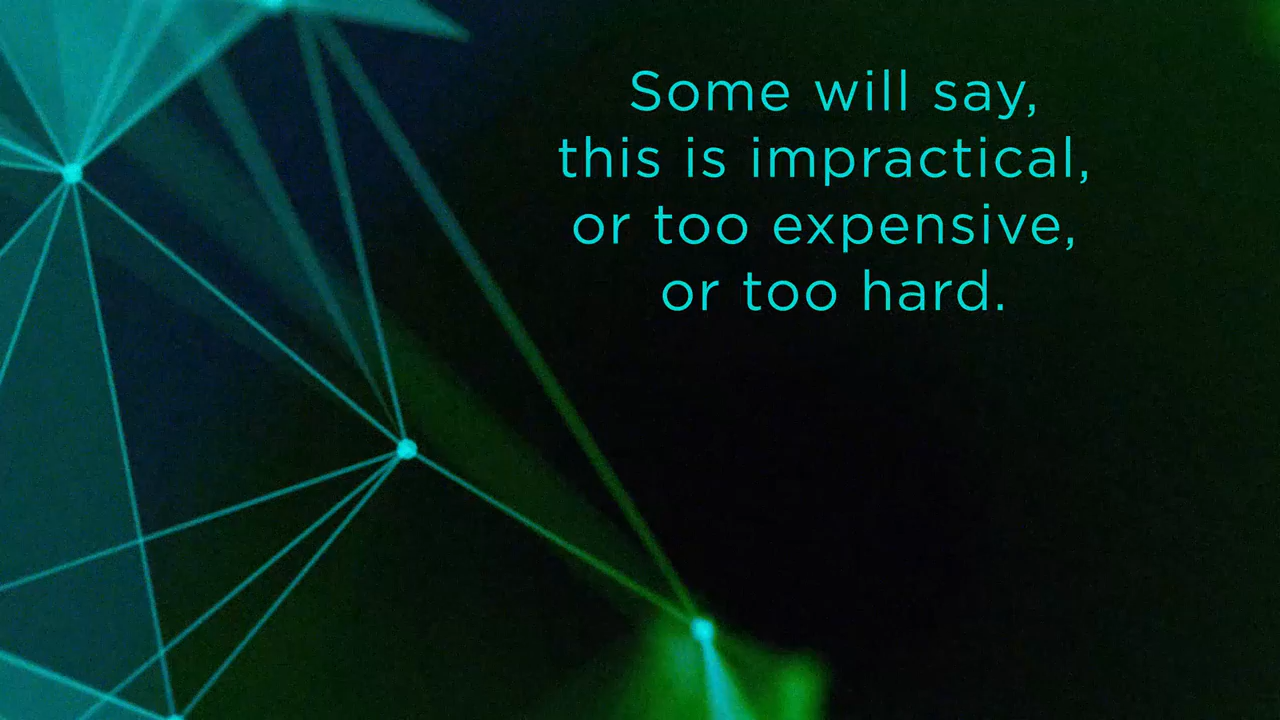 Some will say,
this is impractical,
or too expensive,
or too hard.